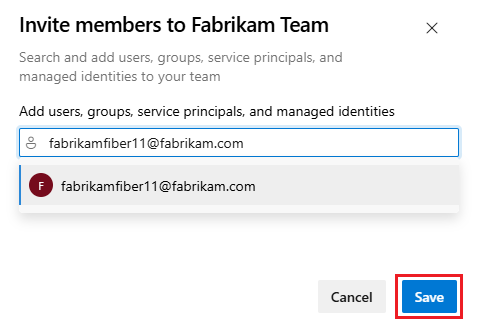 Invite members to Fabrikam Team
Search and add users, groups, service principals, and
managed identities to your team
Add users, groups, service principals, and managed identities
fabrikamfiber11@fabrikam.com
F fabrikamfiber11@fabrikam.com
Cancel Save